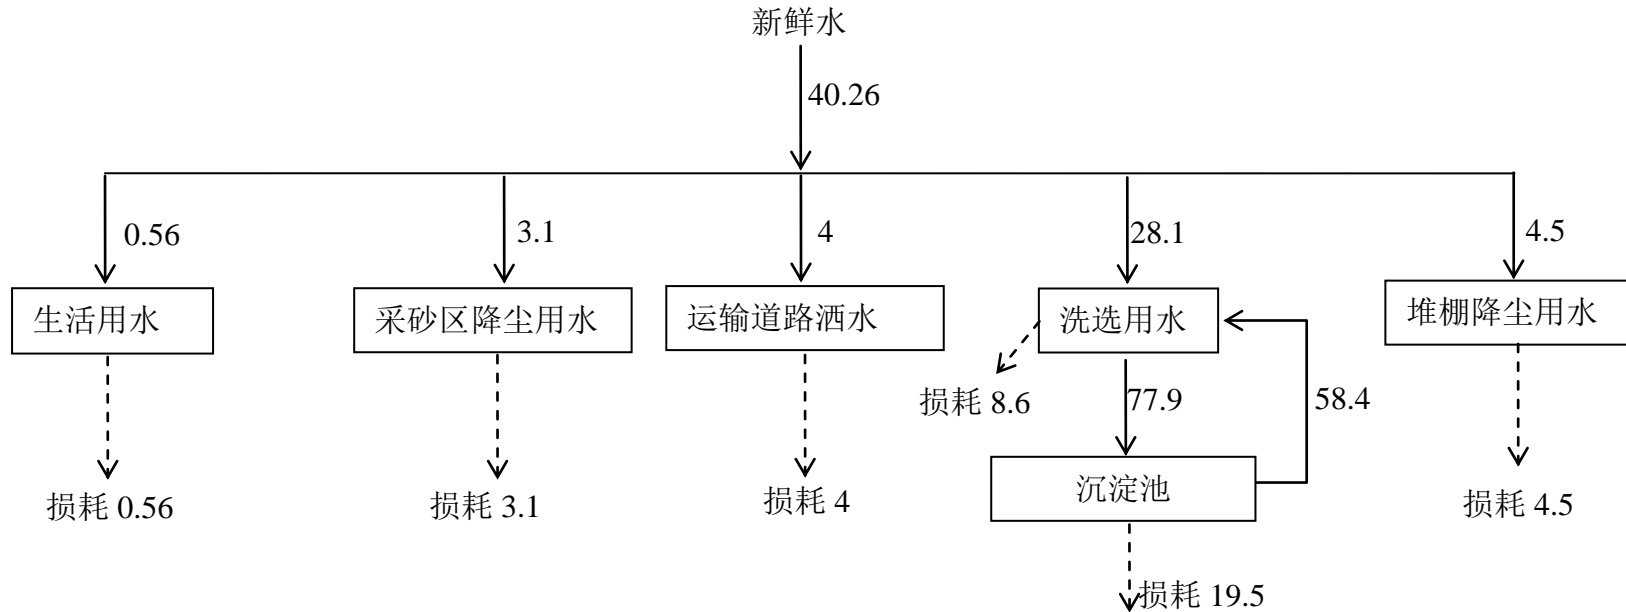 新鲜水
40.26
0.56
3.1
4
28.1
4.5
生活用水
采砂区降尘用水
运输道路洒水
洗选用水
堆棚降尘用水
损耗 8.6
77.9
58.4
损耗 0.56
损耗 3.1
损耗 4
沉淀池
损耗 4.5
损耗 19.5